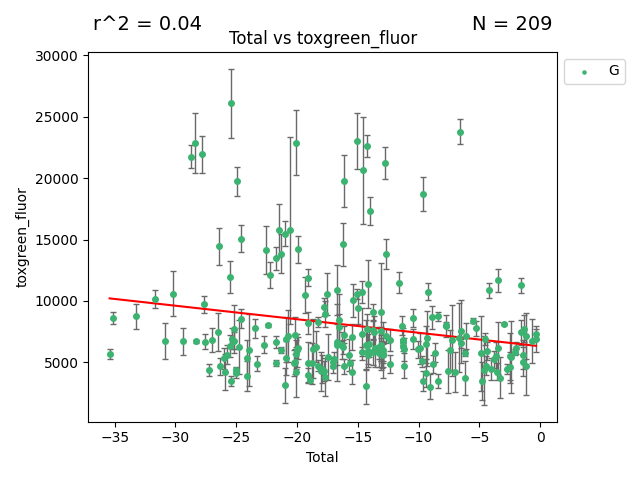 r^2 = 0.04
N = 209
Total vs toxgreen_fluor
G
toxgreen_fluor
30000
25000
20000
15000
10000
5000
−35 −30 −25 −20 −15 −10 −5 0
Total